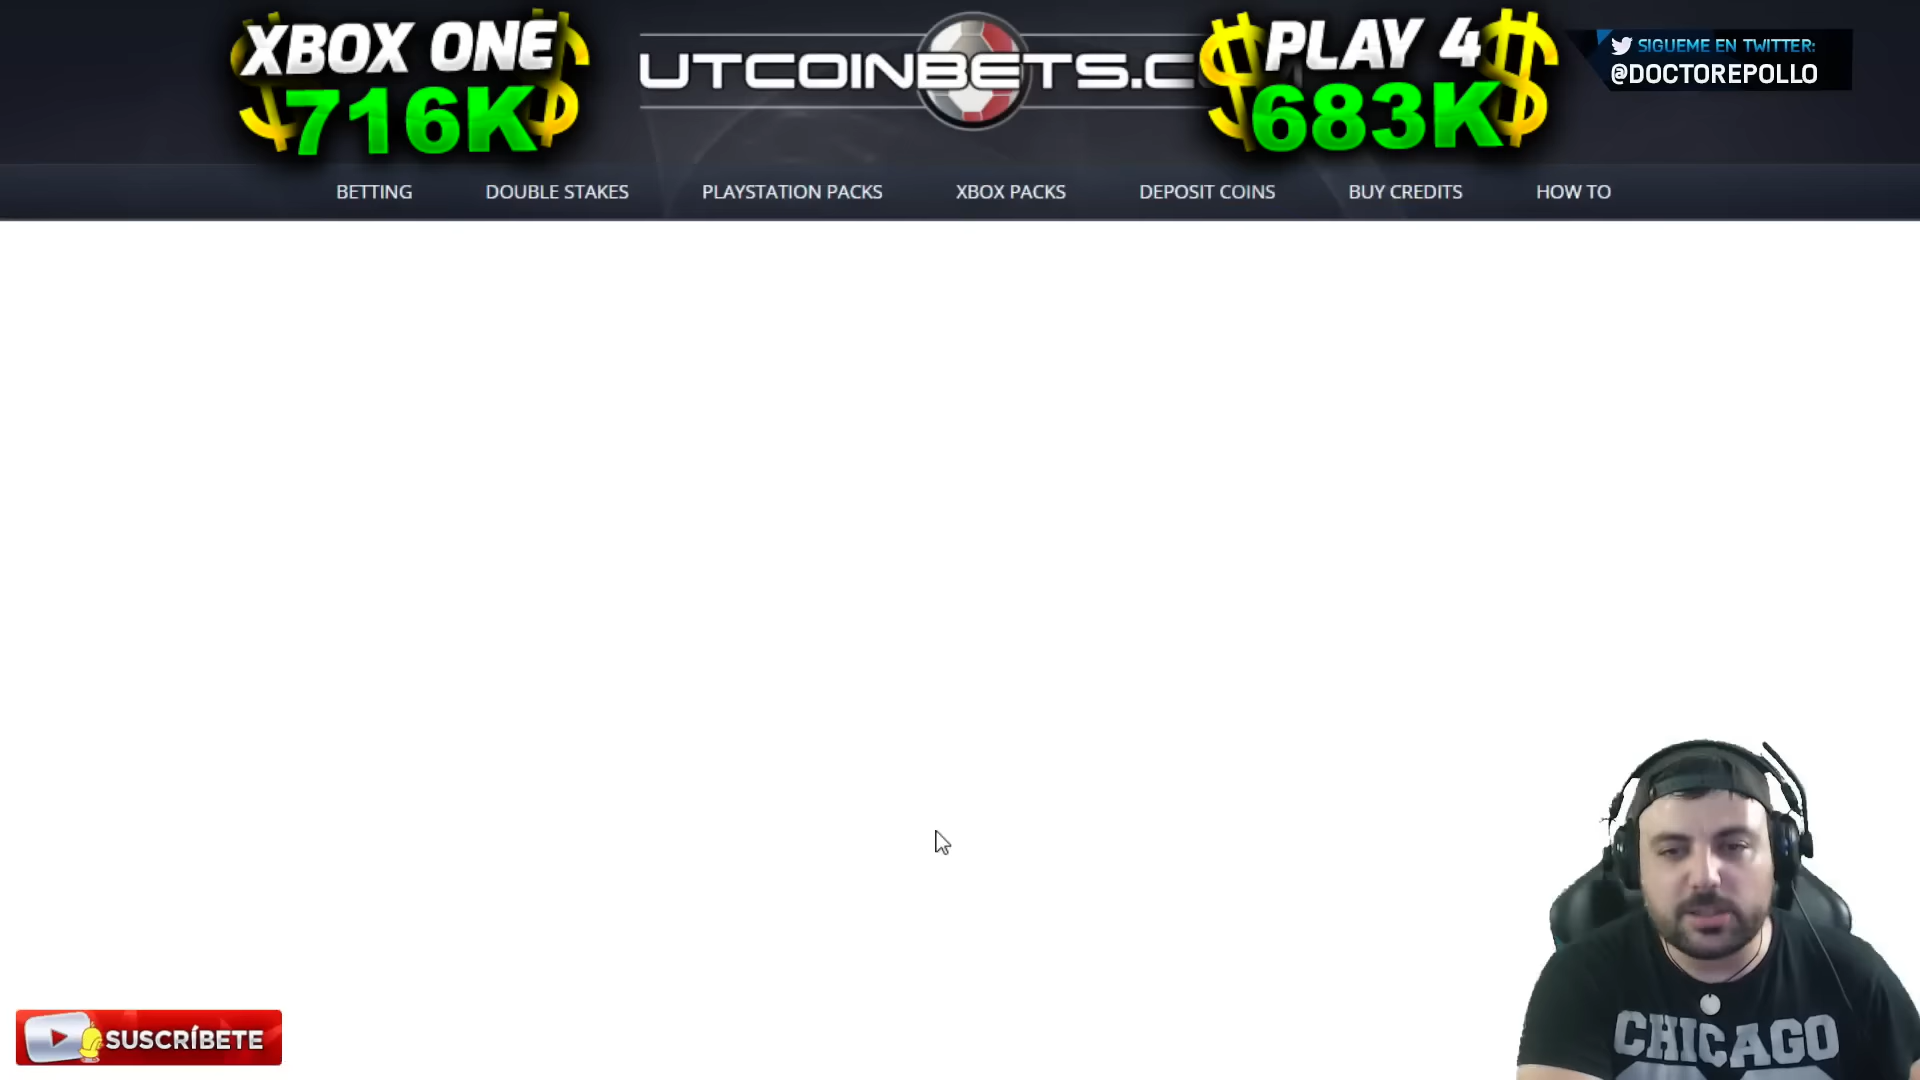 XBOX ONE
716K
UTCOINBETS.C
PLAY 4
683K
SIGUEME EN TWITTER:
@DOCTOREPOLLO
BETTING DOUBLE STAKES PLAYSTATION PACKS XBOX PACKS DEPOSIT COINS BUY CREDITS HOW TO
SUSCRÍBETE
CHICAGO